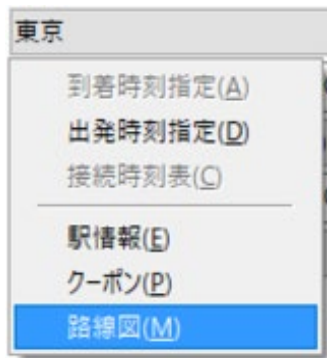 東京
到着時刻指定(A)
出発時刻指定(D)
接続時刻表(C)
駅情報(E)
クーポン(P)
路線図(M)